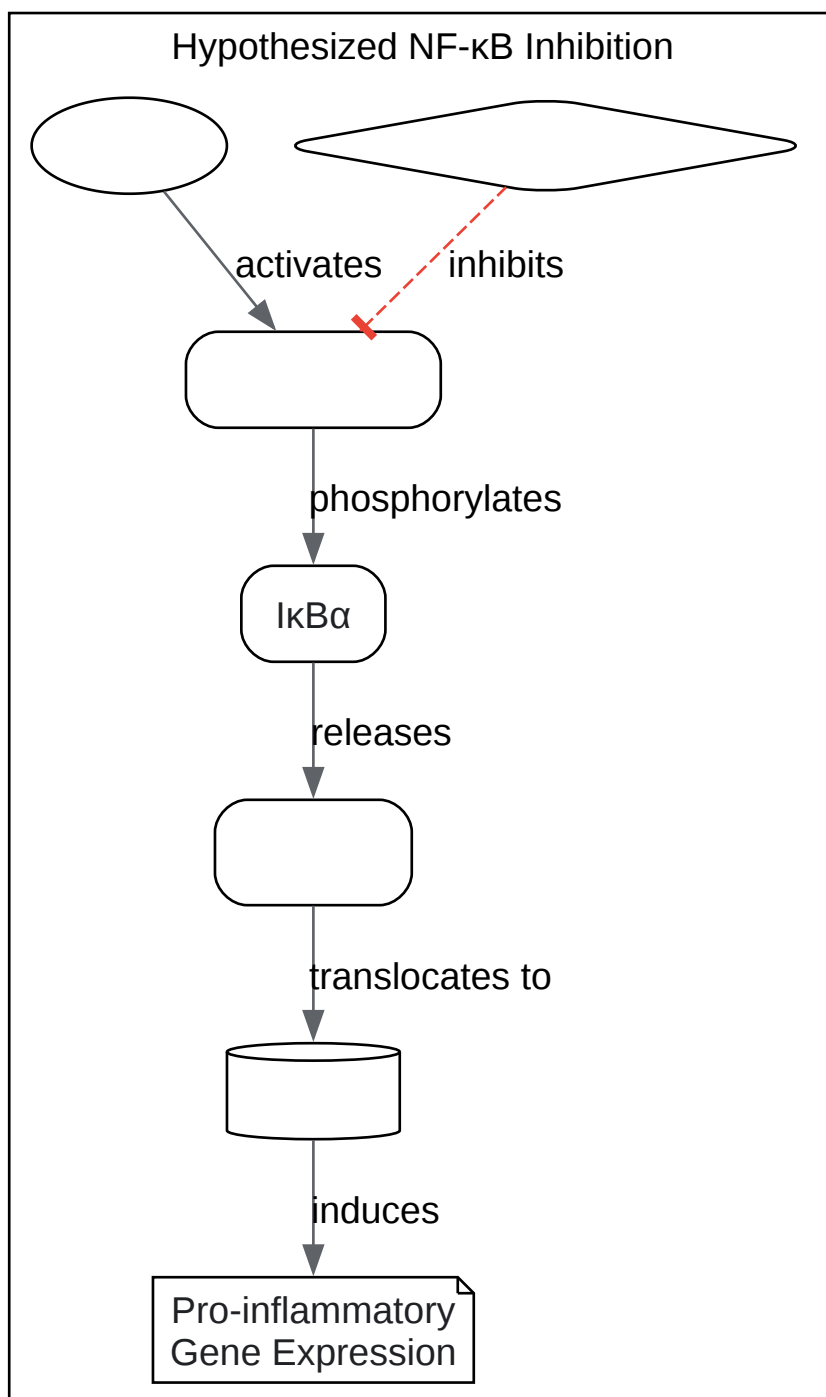 Hypothesized NF-κB Inhibition
activates
inhibits
phosphorylates
IκBα
releases
translocates to
induces
Pro-inflammatory
Gene Expression